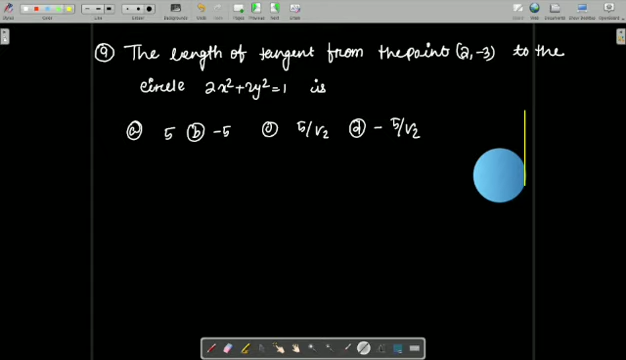 ⑨ The length of tangent from the point (2,-3) to the
circle 2x²+2y²=1 is
ⓐ 5 ⓑ -5 ⓒ 5/√2 ⓓ - 5/√2